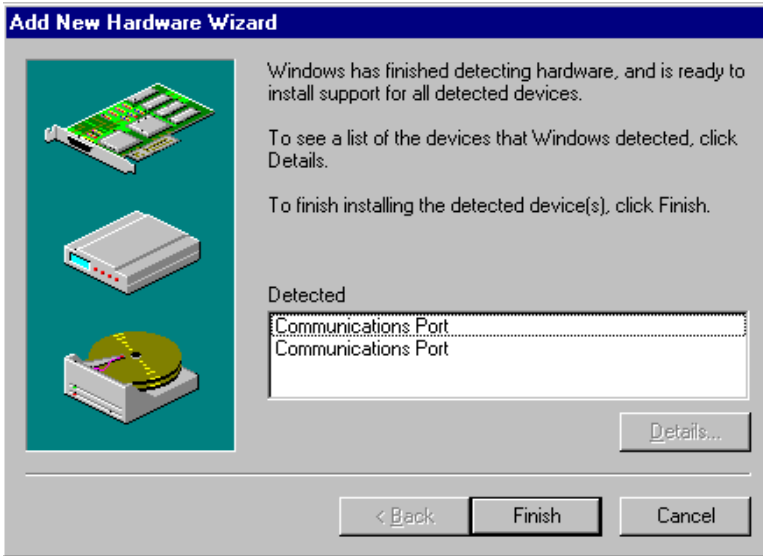 Add New Hardware Wizard
Windows has finished detecting hardware, and is ready to
install support for all detected devices.
To see a list of the devices that Windows detected, click
Details.
To finish installing the detected device(s), click Finish.
Detected
Communications Port
Communications Port
Details...
< Back
Finish
Cancel